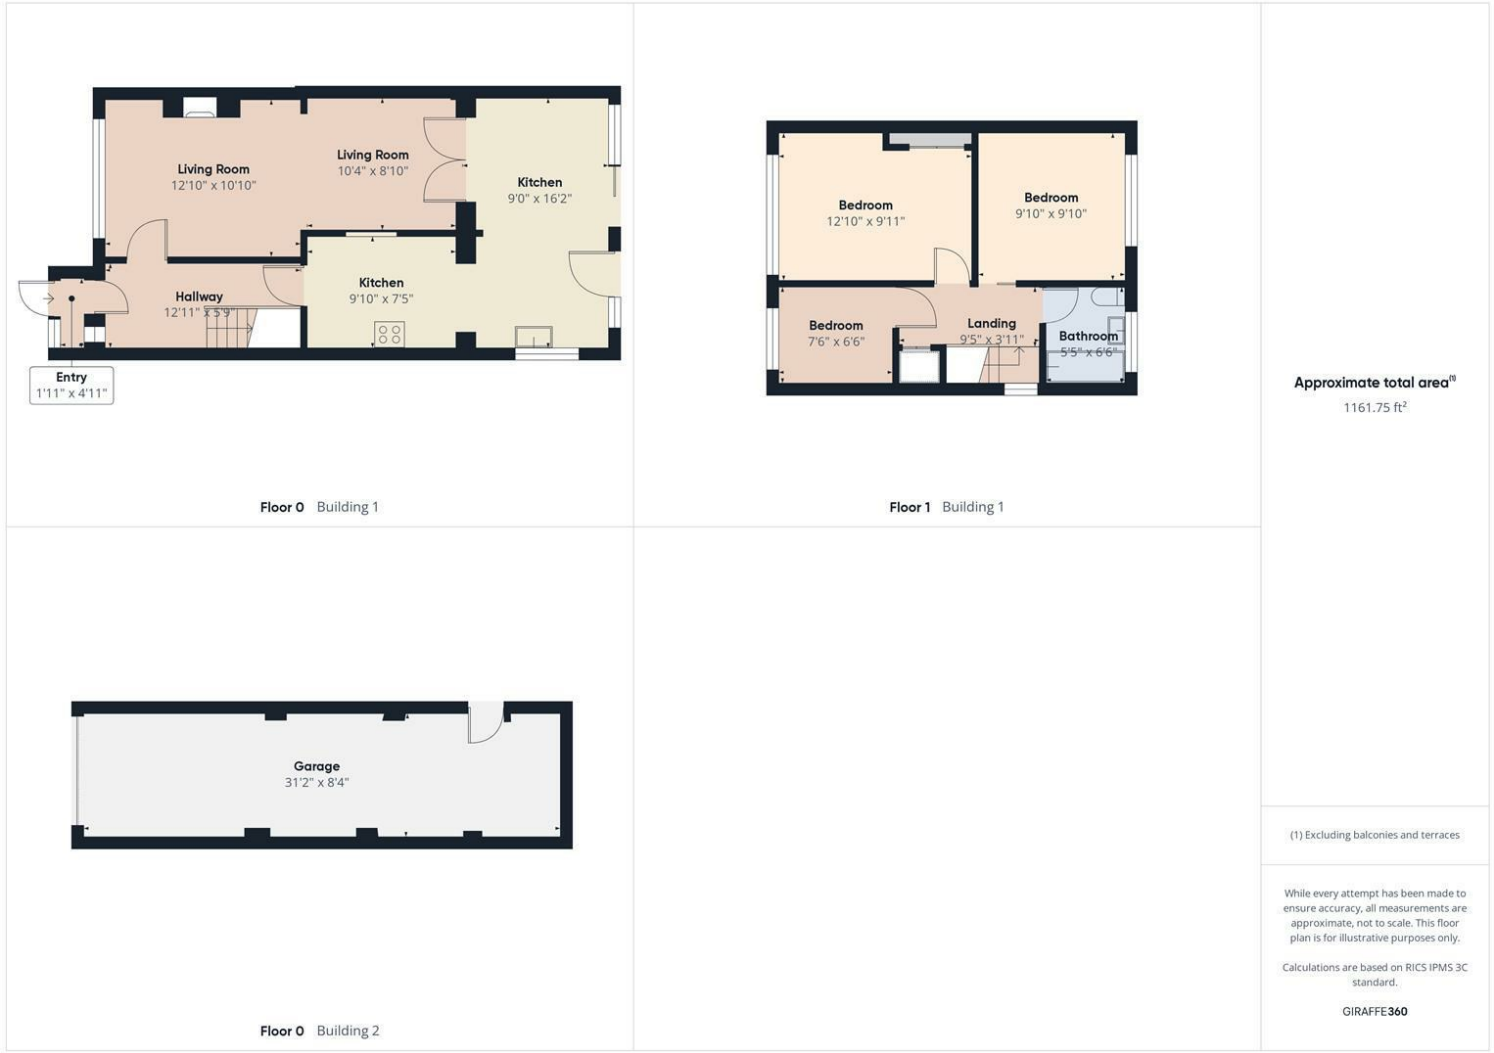 Living Room
12'10" x 10'10"
Living Room
10'4" x 8'10"
Kitchen
9'0" x 16'2"
Kitchen
9'10" x 7'5"
Hallway
12'11" x 5'9"
Entry
1'11" x 4'11"
Floor 0 Building 1
Bedroom
12'10" x 9'11"
Bedroom
9'10" x 9'10"
Bedroom
7'6" x 6'6"
Landing
9'5" x 3'11"
Bathroom
5'5" x 6'6"
Floor 1 Building 1
Garage
31'2" x 8'4"
Floor 0 Building 2
Approximate total area⁽¹⁾
1161.75 ft²
(1) Excluding balconies and terraces
While every attempt has been made to
ensure accuracy, all measurements are
approximate, not to scale. This floor
plan is for illustrative purposes only.
Calculations are based on RICS IPMS 3C
standard.
GIRAFFE360